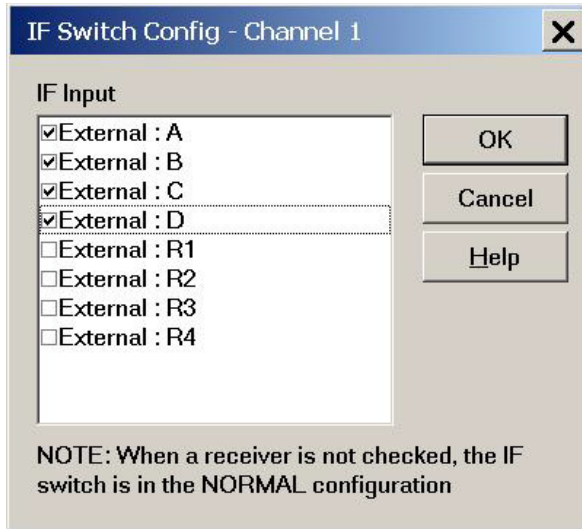 IF Switch Config - Channel 1
IF Input
External : A
External : B
External : C
External : D
External : R1
External : R2
External : R3
External : R4
OK
Cancel
Help
NOTE: When a receiver is not checked, the IF
switch is in the NORMAL configuration